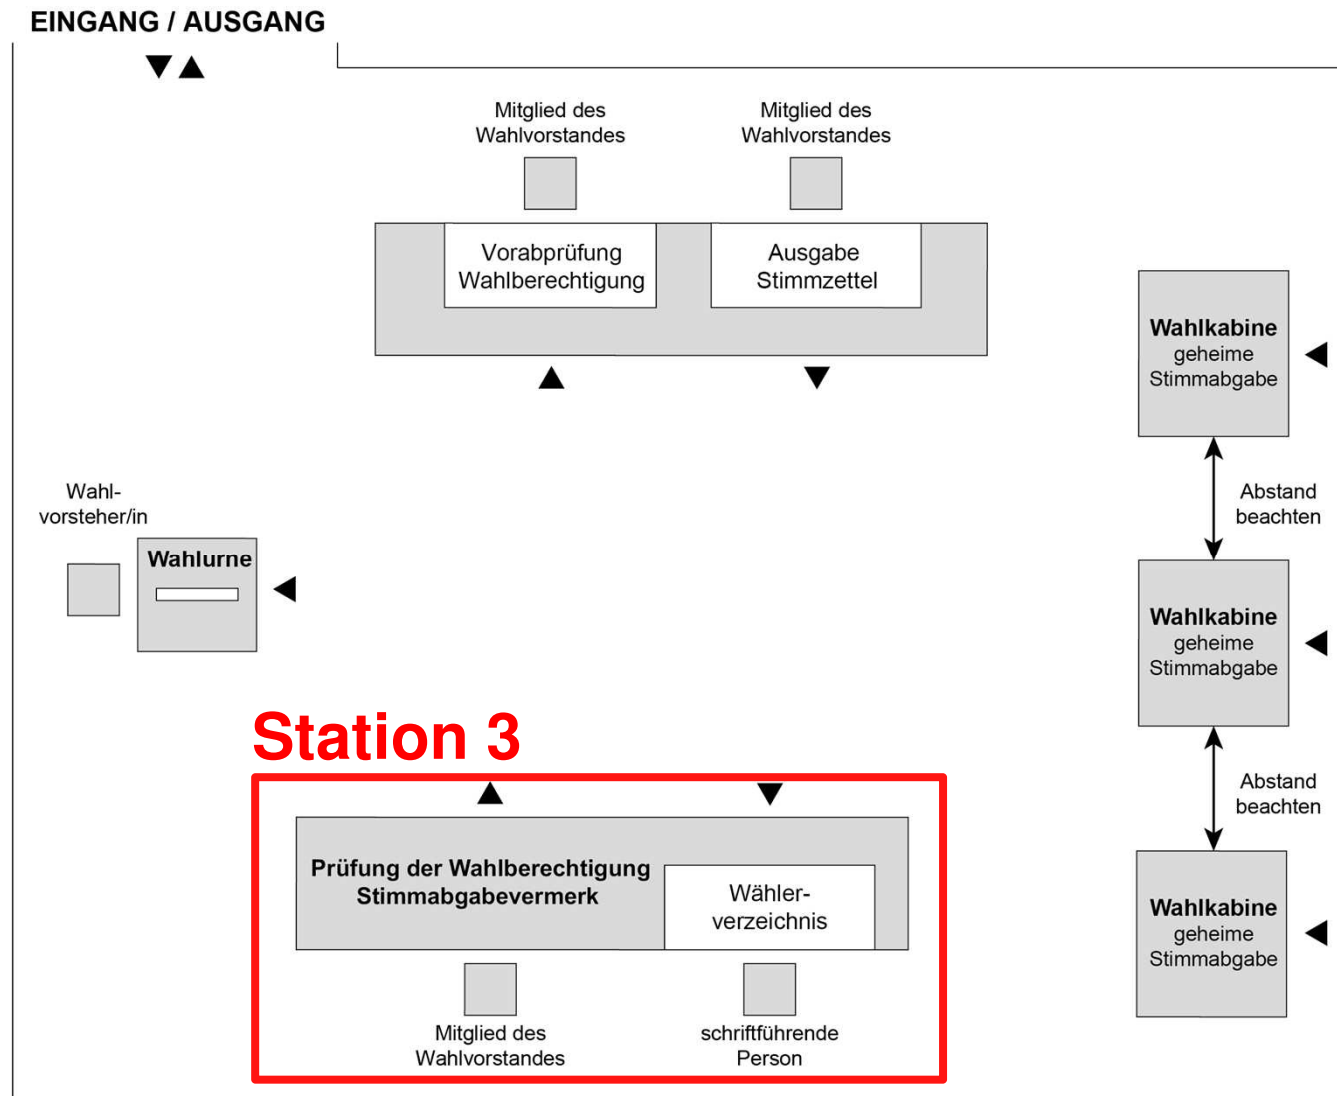 EINGANG / AUSGANG
Mitglied des
Wahlvorstandes
Mitglied des
Wahlvorstandes
Vorabprüfung
Wahlberechtigung
Ausgabe
Stimmzettel
Wahlkabine
geheime
Stimmabgabe
Abstand
beachten
Wahl-
vorsteher/in
Wahlurne
Wahlkabine
geheime
Stimmabgabe
Station 3
Abstand
beachten
Prüfung der Wahlberechtigung
Stimmabgabevermerk
Wähler-
verzeichnis
Wahlkabine
geheime
Stimmabgabe
Mitglied des
Wahlvorstandes
schriftführende
Person